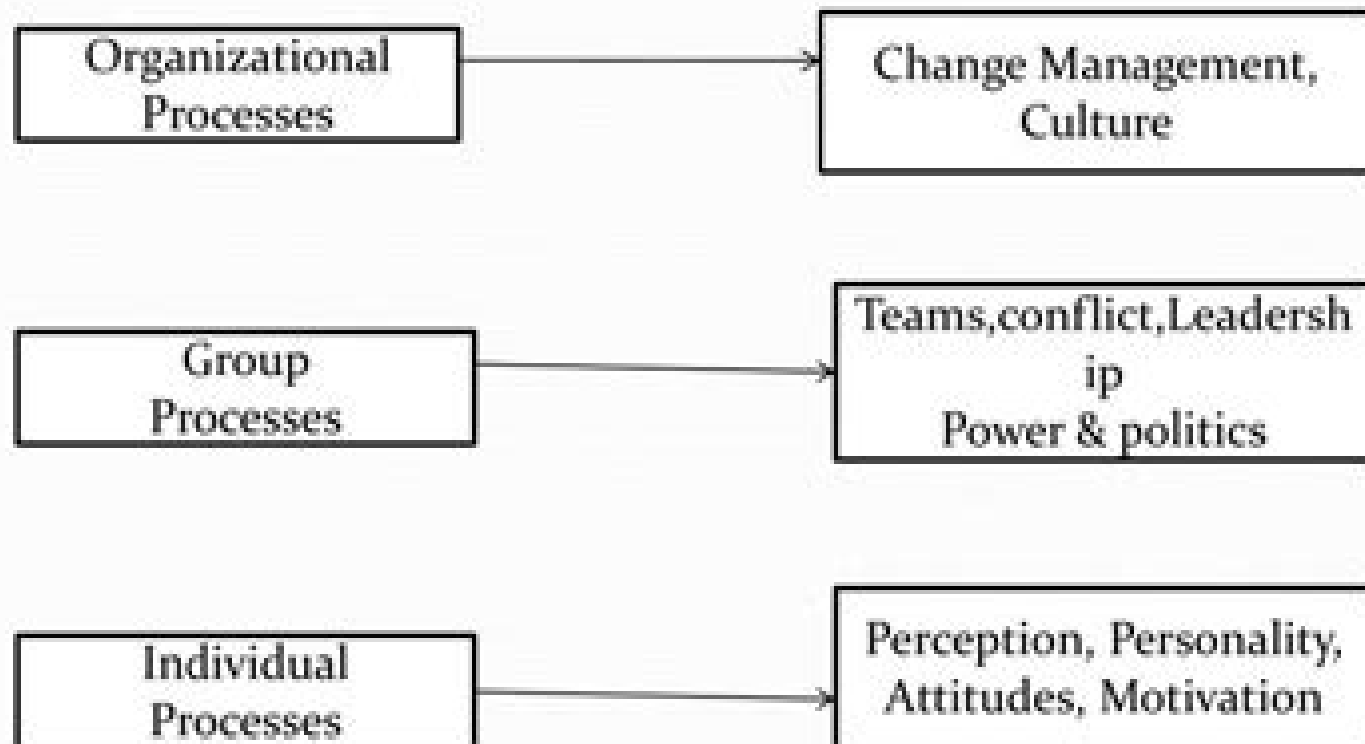 Organizational
Processes
Change Management,
Culture
Group
Processes
Teams,conflict,Leadersh
ip
Power & politics
Individual
Processes
Perception, Personality,
Attitudes, Motivation